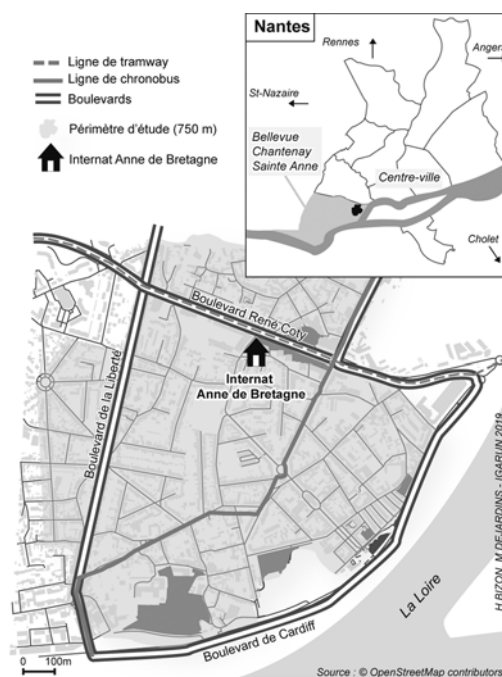 Ligne de tramway
Ligne de chronobus
Boulevards
Périmètre d'étude (750 m)
Internat Anne de Bretagne
Nantes
Rennes
Angers
St-Nazaire
Bellevue
Chantenay
Sainte Anne
Centre-ville
Cholet
Boulevard René Coty
Internat
Anne de Bretagne
Boulevard de la Liberté
La Loire
Boulevard de Cardiff
H.BIZON, M.DEJARDINS - IGARUN 2019
0 100m
Source : © OpenStreetMap contributors